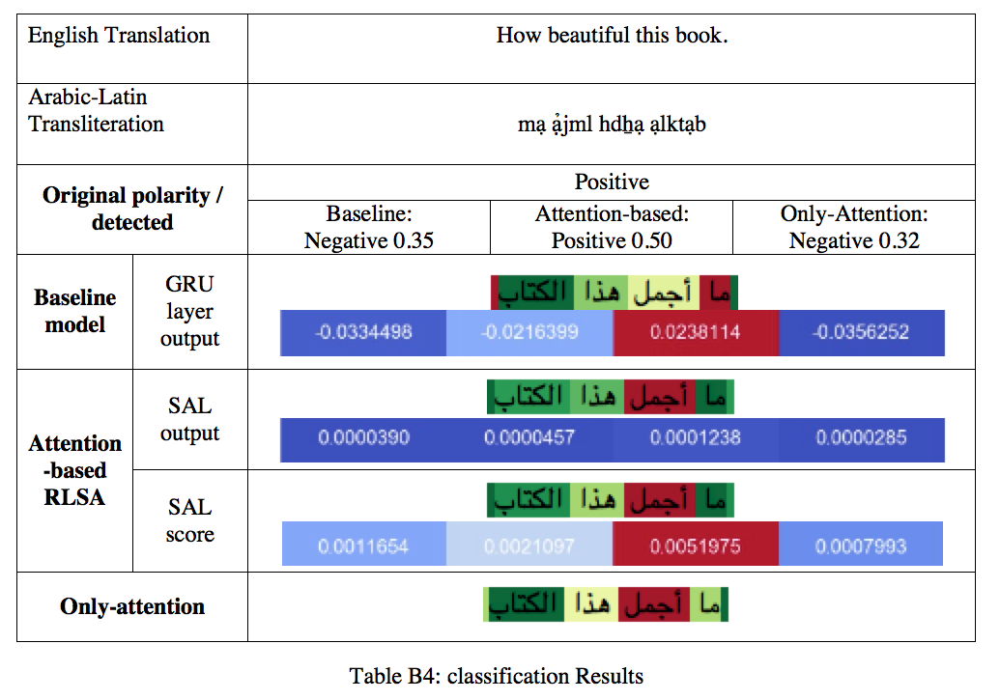 English Translation
How beautiful this book.
Arabic-Latin
Transliteration
mạ ạ̉jml hdẖạ ạlktạb
Original polarity /
detected
Positive
Baseline:
Negative 0.35
Attention-based:
Positive 0.50
Only-Attention:
Negative 0.32
Baseline
model
GRU
layer
output
ما أجمل هذا الكتاب
-0.0334498 -0.0216399 0.0238114 -0.0356252
Attention
-based
RLSA
SAL
output
ما أجمل هذا الكتاب
0.0000390 0.0000457 0.0001238 0.0000285
SAL
score
ما أجمل هذا الكتاب
0.0011654 0.0021097 0.0051975 0.0007993
Only-attention
ما أجمل هذا الكتاب
Table B4: classification Results